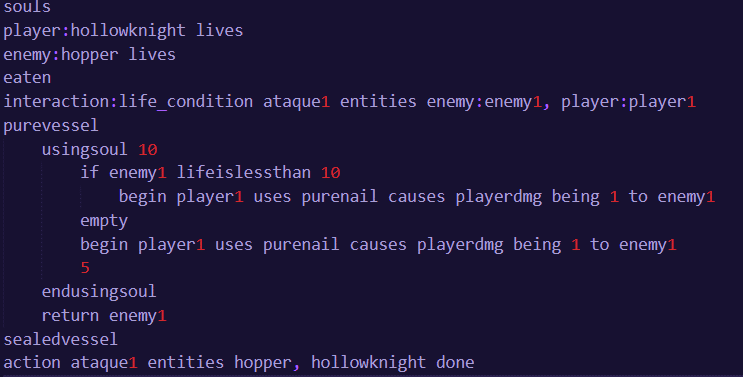 souls
player:hollowknight lives
enemy:hopper lives
eaten
interaction:life_condition ataque1 entities enemy:enemy1, player:player1
purevessel
usingsoul 10
if enemy1 lifeislessthan 10
begin player1 uses purenail causes playerdmg being 1 to enemy1
empty
begin player1 uses purenail causes playerdmg being 1 to enemy1
5
endusingsoul
return enemy1
sealedvessel
action ataque1 entities hopper, hollowknight done